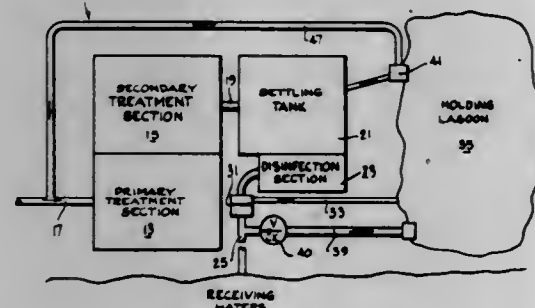 47
SECONDARY
TREATMENT
SECTION
15
19
SETTLING
TANK
21
41
HOLDING
LAGOON
35
PRIMARY
TREATMENT
SECTION
13
17
DISINFECTION
SECTION
23
31
33
V
25
40
39
RECEIVING
WATERS